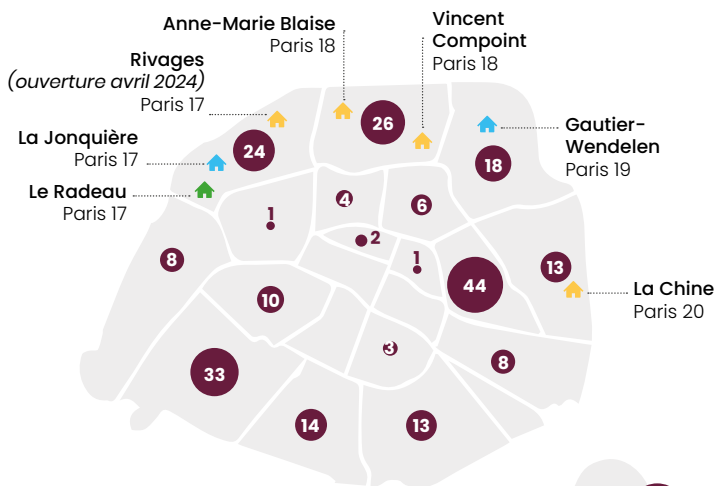 Anne-Marie Blaise
Paris 18
Vincent
Compoint
Paris 18
Rivages
(ouverture avril 2024)
Paris 17
La Jonquière
Paris 17
Le Radeau
Paris 17
Gautier-
Wendelen
Paris 19
26
24
18
4
6
1
2
1
8
13
44
10
La Chine
Paris 20
3
8
33
14
13